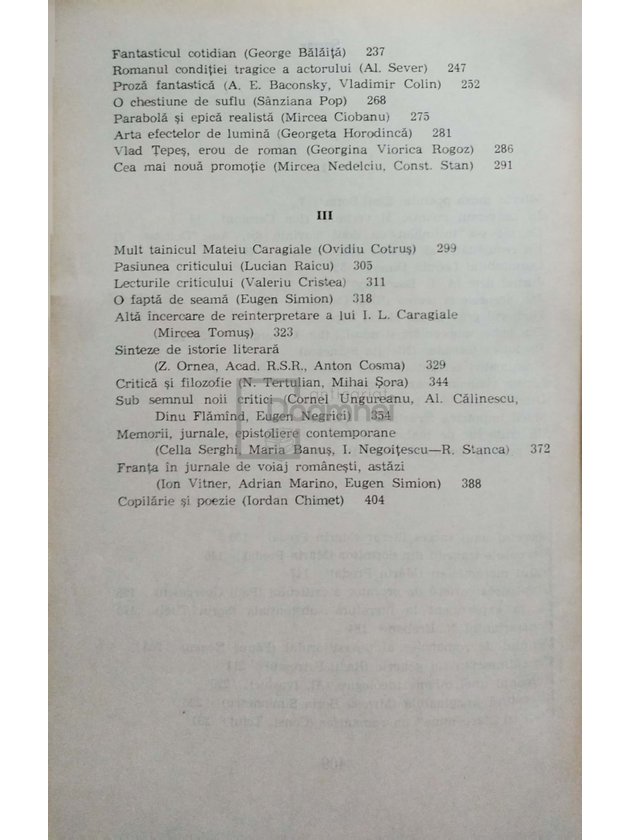 Fantasticul cotidian (George Bălăiță) 237
Romanul condiției tragice a actorului (Al. Sever) 247
Proză fantastică (A. E. Baconsky, Vladimir Colin) 252
O chestiune de suflu (Sânziana Pop) 268
Parabolă și epică realistă (Mircea Ciobanu) 275
Arta efectelor de lumină (Georgeta Horodincă) 281
Vlad Țepeș, erou de roman (Georgina Viorica Rogoz) 286
Cea mai nouă promoție (Mircea Nedelciu, Const. Stan) 291
III
Mult tainicul Mateiu Caragiale (Ovidiu Cotruș) 299
Pasiunea criticului (Lucian Raicu) 305
Lecturile criticului (Valeriu Cristea) 311
O faptă de seamă (Eugen Simion) 318
Altă încercare de reinterpretare a lui I. L. Caragiale
(Mircea Tomuș) 323
Sinteze de istorie literară
(Z. Ornea, Acad. R.S.R., Anton Cosma) 329
Critică și filozofie (N. Tertulian, Mihai Șora) 344
Sub semnul noii critici (Cornel Ungureanu, Al. Călinescu,
Dinu Flămînd, Eugen Negrici) 354
Memorii, jurnale, epistoliere contemporane
(Cella Serghi, Maria Banuș, I. Negoițescu—R. Stanca) 372
Franța în jurnale de voiaj românești, astăzi
(Ion Vitner, Adrian Marino, Eugen Simion) 388
Copilărie și poezie (Iordan Chimet) 404